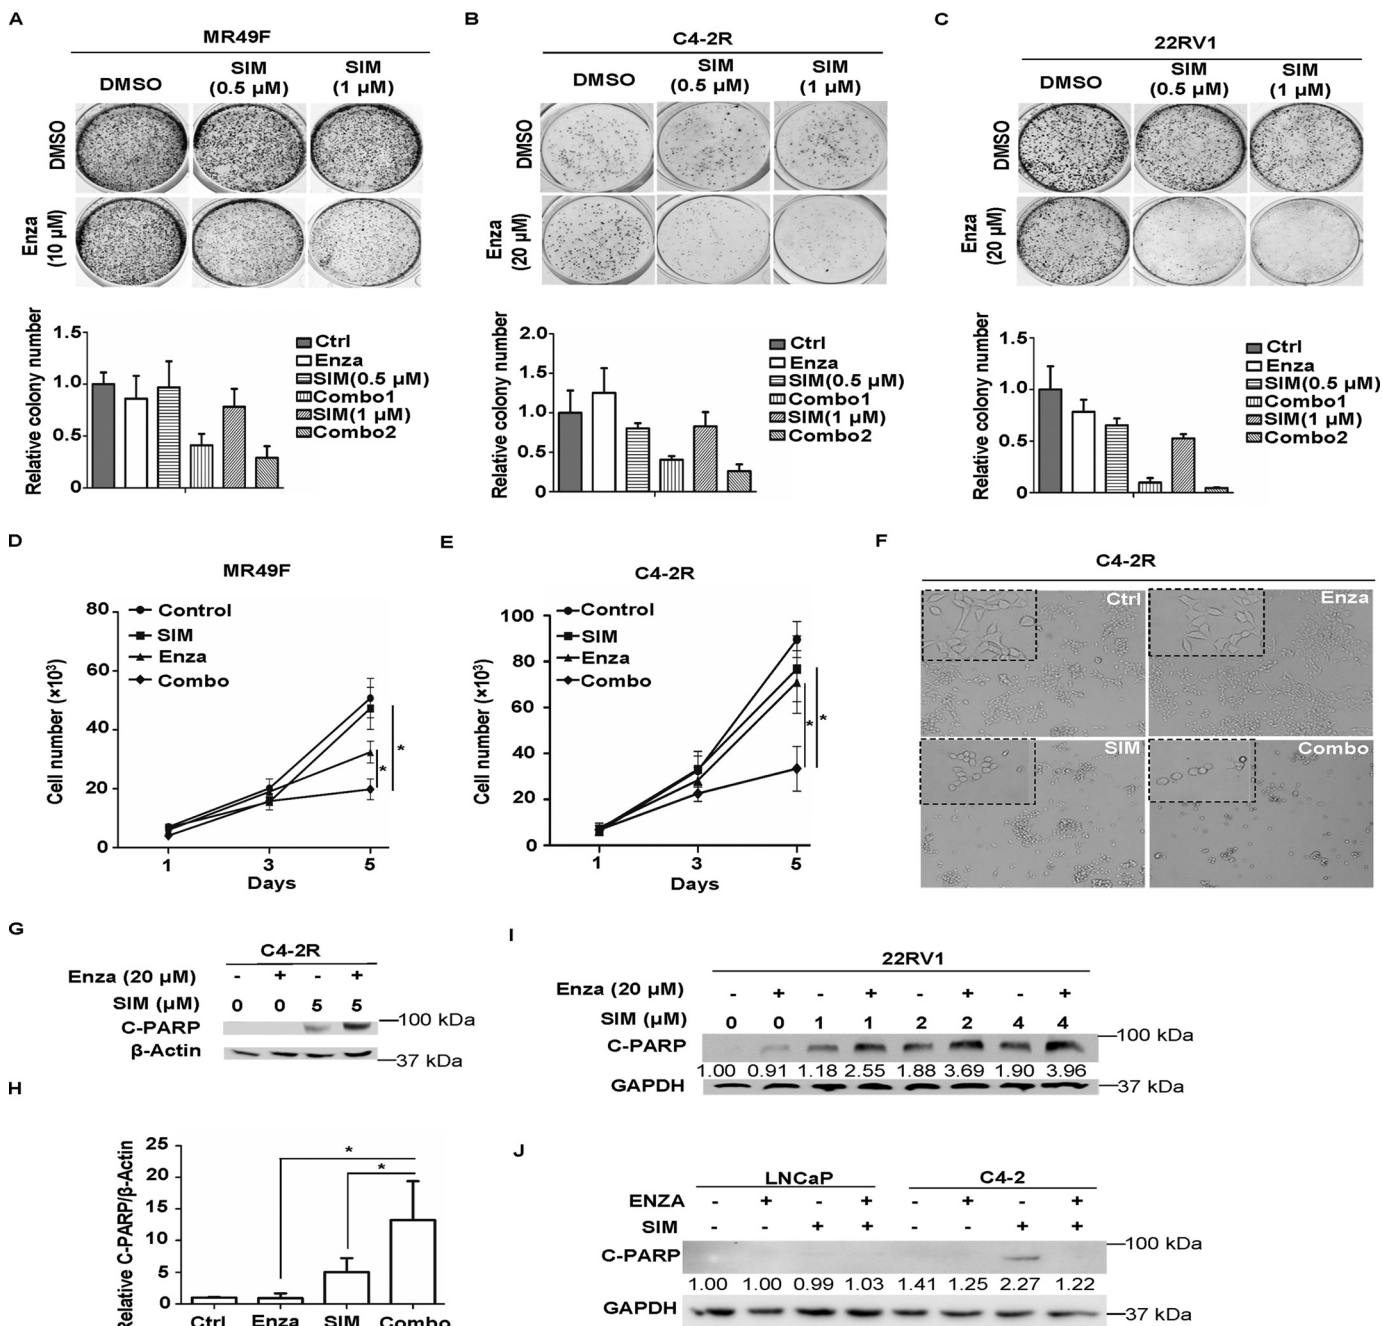 A
MR49F
DMSO
SIM (0.5 µM)
SIM (1 µM)
DMSO
Enza (10 µM)
Relative colony number
1.5
1.0
0.5
0
Ctrl
Enza
SIM(0.5 µM)
Combo1
SIM(1 µM)
Combo2
B
C4-2R
DMSO
SIM (0.5 µM)
SIM (1 µM)
DMSO
Enza (20 µM)
Relative colony number
2.0
1.5
1.0
0.5
0
Ctrl
Enza
SIM(0.5 µM)
Combo1
SIM(1 µM)
Combo2
C
22RV1
DMSO
SIM (0.5 µM)
SIM (1 µM)
DMSO
Enza (20 µM)
Relative colony number
1.5
1.0
0.5
0
Ctrl
Enza
SIM(0.5 µM)
Combo1
SIM(1 µM)
Combo2
D
MR49F
Cell number (×10³)
80
60
40
20
0
Control
SIM
Enza
Combo
*
*
1 3 5
Days
E
C4-2R
Cell number (×10³)
100
80
60
40
20
0
Control
SIM
Enza
Combo
* *
1 3 5
Days
F
C4-2R
Ctrl
Enza
SIM
Combo
G
C4-2R
Enza (20 µM) - + - +
SIM (µM) 0 0 5 5
C-PARP
100 kDa
β-Actin
37 kDa
H
Relative C-PARP/β-Actin
25
20
15
10
5
0
*
*
Ctrl Enza SIM Combo
I
22RV1
Enza (20 µM) - + - + - + - +
SIM (µM) 0 0 1 1 2 2 4 4
C-PARP
100 kDa
1.00 0.91 1.18 2.55 1.88 3.69 1.90 3.96
GAPDH
37 kDa
J
LNCaP C4-2
ENZA - + - + - + - +
SIM - - + + - - + +
C-PARP
100 kDa
1.00 1.00 0.99 1.03 1.41 1.25 2.27 1.22
GAPDH
37 kDa